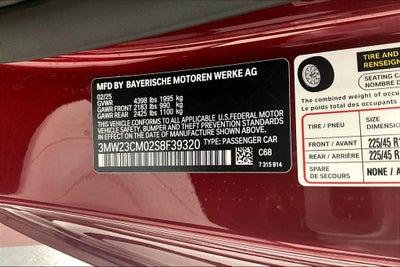 MFD BY BAYERISCHE MOTOREN WERKE AG
02/25
GVWR 4398 lbs 1995 kg
GAWR FRONT 2183 lbs 990 kg
GAWR REAR 2425 lbs 1100 kg
THIS VEHICLE CONFORMS TO ALL APPLICABLE U.S.FEDERAL MOTOR
VEHICLE SAFETY, BUMPER, AND THEFT PREVENTION STANDARDS
IN EFFECT ON THE DATE OF MANUFACTURE SHOWN ABOVE.
3MW23CM02S8F39320 TYPE: PASSENGER CAR
C68
7 315 814
TIRE AND
RENSEIGN
SEATING CA
NOMBRE D
The combined weight of occup
Le poids total des occupants
TIRE / PNEU
SIZE
DIMENSION
FRONT /
AVANT
225/45 R
REAR /
ARRIÈRE
225/45 R
SPARE
DE SECOURS
NONE /